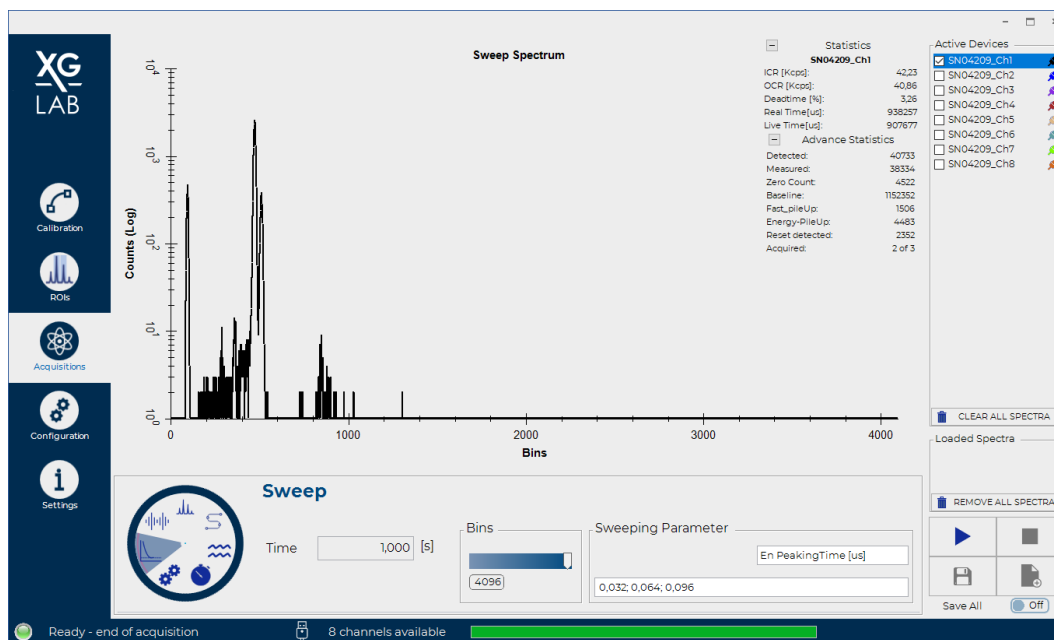 XG
LAB
Calibration
ROIs
Acquisitions
Configuration
Settings
Sweep Spectrum
Counts (Log)
10^4
10^3
10^2
10^1
10^0
0
1000
2000
3000
4000
Bins
Statistics
SN04209_Ch1
ICR [Kcps] 42,23
OCR [Kcps] 40,86
Deadtime [%]: 3,26
Real Time[us]: 938257
Live Time[us]: 907677
Advance Statistics
Detected: 40733
Measured: 38334
Zero Count: 4522
Baseline: 1152352
Fast_pileUp: 1506
Energy-PileUp: 4483
Reset detected: 2352
Acquired: 2 of 3
Active Devices
SN04209_Ch1
SN04209_Ch2
SN04209_Ch3
SN04209_Ch4
SN04209_Ch5
SN04209_Ch6
SN04209_Ch7
SN04209_Ch8
CLEAR ALL SPECTRA
Loaded Spectra
REMOVE ALL SPECTRA
Sweep
Time 1,000 [s]
Bins
4096
Sweeping Parameter
En PeakingTime [us]
0,032; 0,064; 0,096
Save All Off
Ready - end of acquisition 8 channels available